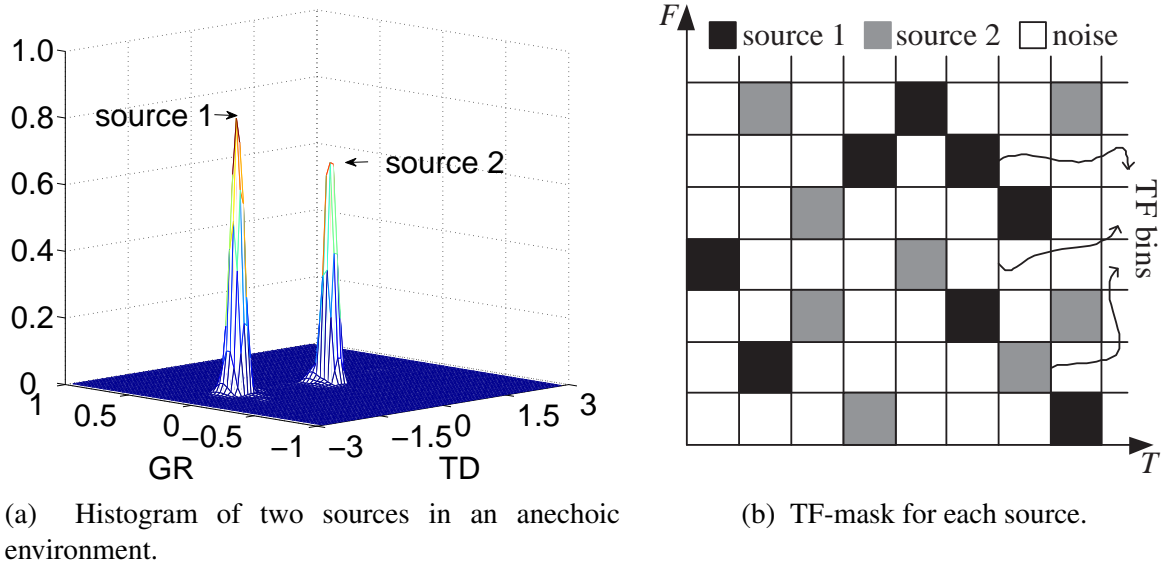 1.0
0.8
0.6
0.4
0.2
0
source 1
source 2
1
0.5
0
−0.5
−1
−3
−1.5
0
1.5
3
GR
TD
(a) Histogram of two sources in an anechoic
environment.
F
source 1 source 2 noise
TF bins
T
(b) TF-mask for each source.